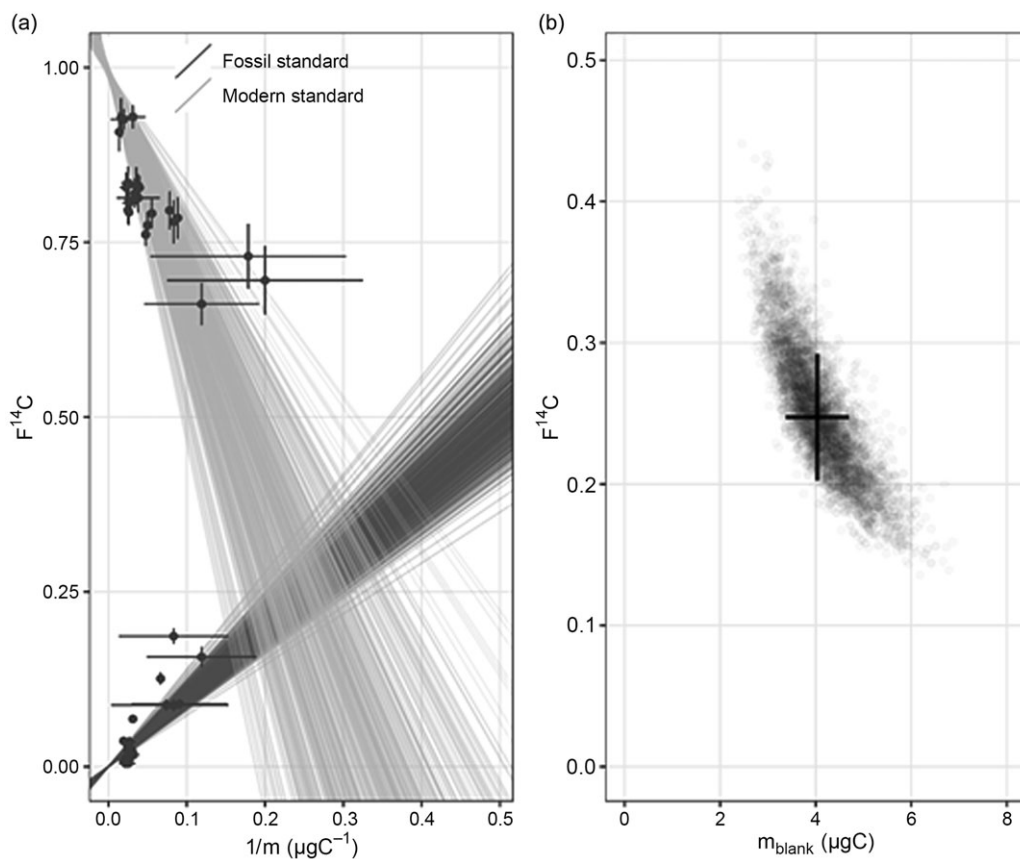 (a)
Fossil standard
Modern standard
F¹⁴C
1.00
0.75
0.50
0.25
0.00
0.0 0.1 0.2 0.3 0.4 0.5
1/m (µgC⁻¹)
(b)
F¹⁴C
0.5
0.4
0.3
0.2
0.1
0.0
0 2 4 6 8
m_blank (µgC)